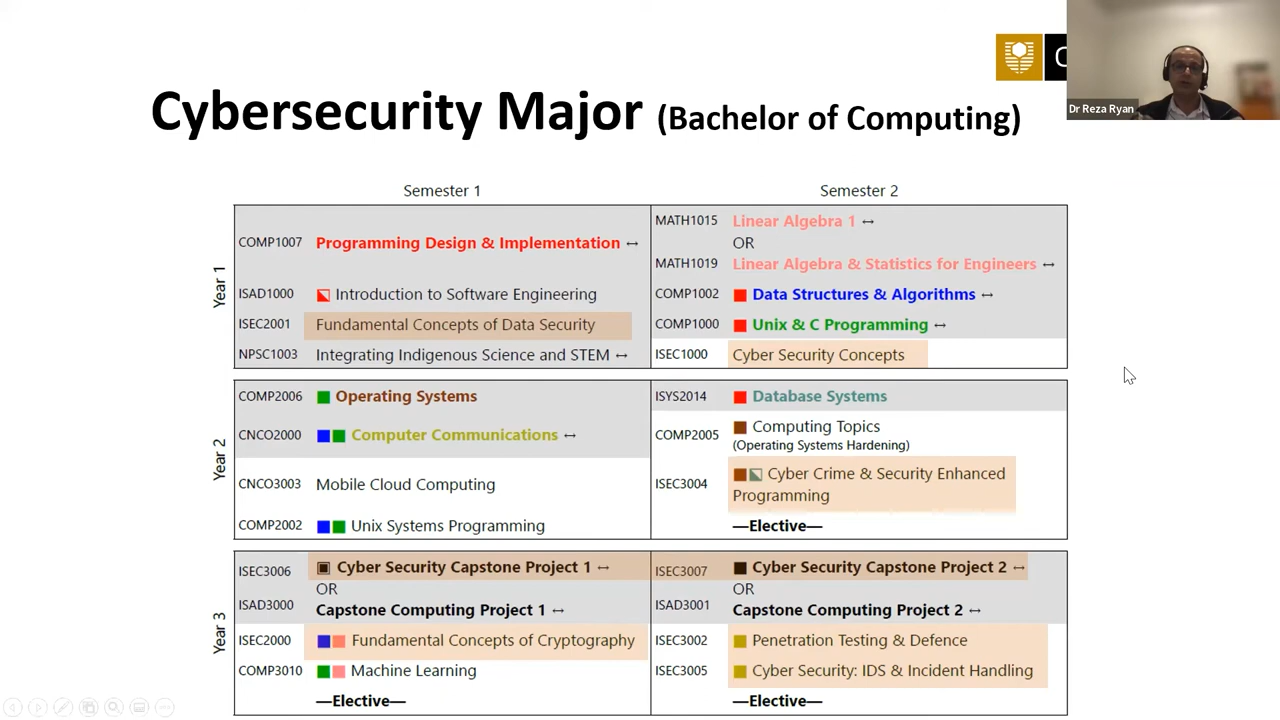 C
Dr Reza Ryan
Cybersecurity Major (Bachelor of Computing)
Semester 1
Semester 2
Year 1
COMP1007 Programming Design & Implementation ↔
ISAD1000 Introduction to Software Engineering
ISEC2001 Fundamental Concepts of Data Security
NPSC1003 Integrating Indigenous Science and STEM ↔
MATH1015 Linear Algebra 1 ↔
OR
MATH1019 Linear Algebra & Statistics for Engineers ↔
COMP1002 Data Structures & Algorithms ↔
COMP1000 Unix & C Programming ↔
ISEC1000 Cyber Security Concepts
Year 2
COMP2006 Operating Systems
CNCO2000 Computer Communications ↔
CNCO3003 Mobile Cloud Computing
COMP2002 Unix Systems Programming
ISYS2014 Database Systems
COMP2005 Computing Topics
(Operating Systems Hardening)
ISEC3004 Cyber Crime & Security Enhanced
Programming
—Elective—
Year 3
ISEC3006 Cyber Security Capstone Project 1 ↔
OR
ISAD3000 Capstone Computing Project 1 ↔
ISEC2000 Fundamental Concepts of Cryptography
COMP3010 Machine Learning
—Elective—
ISEC3007 Cyber Security Capstone Project 2 ↔
OR
ISAD3001 Capstone Computing Project 2 ↔
ISEC3002 Penetration Testing & Defence
ISEC3005 Cyber Security: IDS & Incident Handling
—Elective—